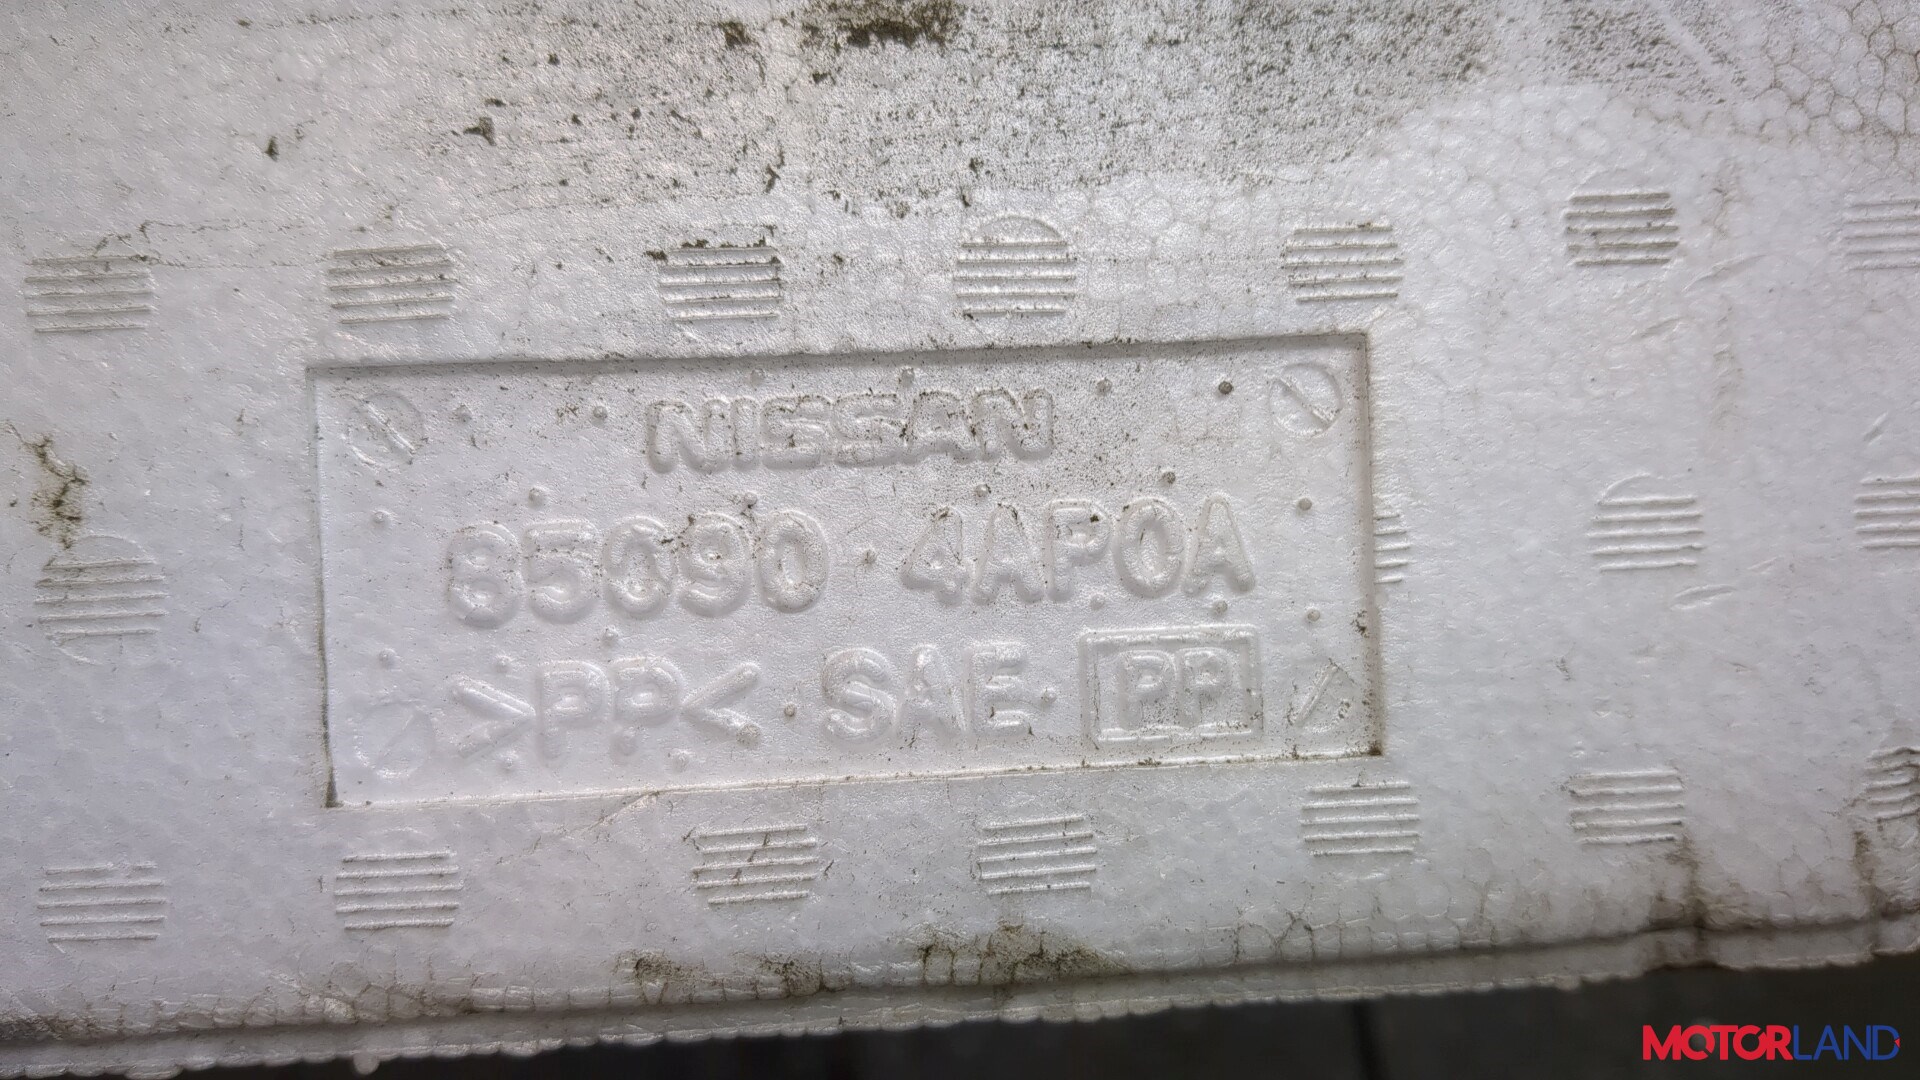 NISSAN
85090 4AP0A
>PP< SAE PP
MOTORLAND